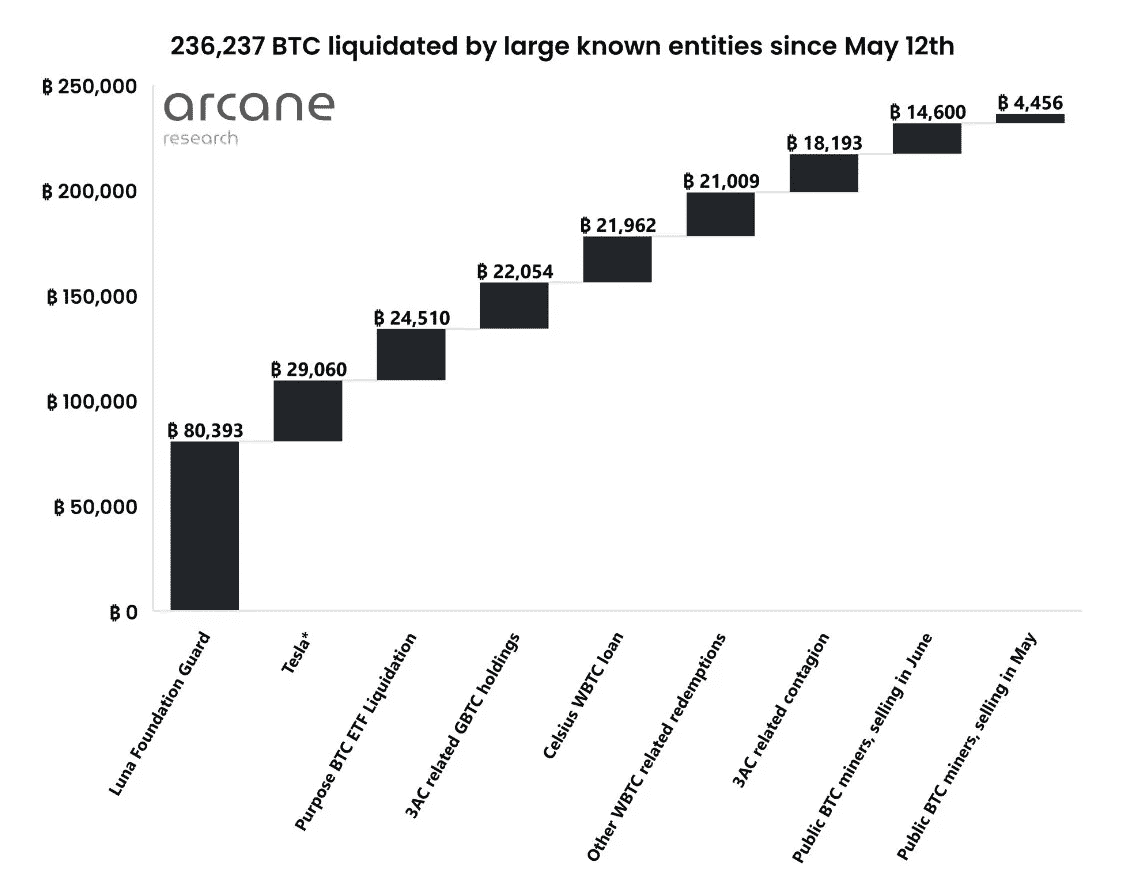 236,237 BTC liquidated by large known entities since May 12th
arcane
research
₿ 250,000
₿ 200,000
₿ 150,000
₿ 100,000
₿ 50,000
₿ 0
₿ 80,393
₿ 29,060
₿ 24,510
₿ 22,054
₿ 21,962
₿ 21,009
₿ 18,193
₿ 14,600
₿ 4,456
Luna Foundation Guard
Tesla*
Purpose BTC ETF Liquidation
3AC related GBTC holdings
Celsius WBTC loan
Other WBTC related redemptions
3AC related contagion
Public BTC miners, selling in June
Public BTC miners, selling in May